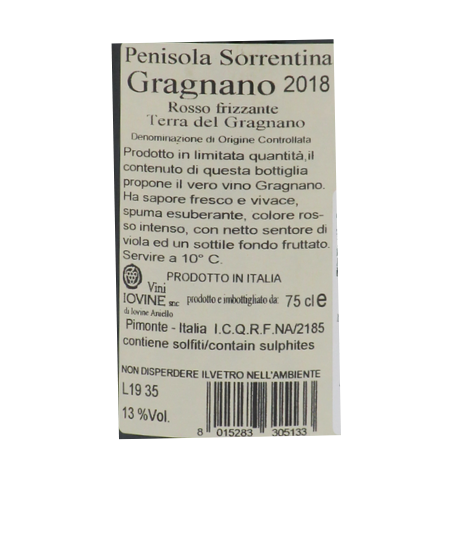 Penisola Sorrentina
Gragnano 2018
Rosso frizzante
Terra del Gragnano
Denominazione di Origine Controllata
Prodotto in limitata quantità,il
contenuto di questa bottiglia
propone il vero vino Gragnano.
Ha sapore fresco e vivace,
spuma esuberante, colore ros-
so intenso, con netto sentore di
viola ed un sottile fondo fruttato.
Servire a 10° C.
PRODOTTO IN ITALIA
Vini
IOVINE snc prodotto e imbottigliato da: 75 cl e
di Iovine Aniello
Pimonte - Italia I.C.Q.R.F.NA/2185
contiene solfiti/contain sulphites
NON DISPERDERE IL VETRO NELL'AMBIENTE
L19 35
13 %Vol.
8 015283 305133